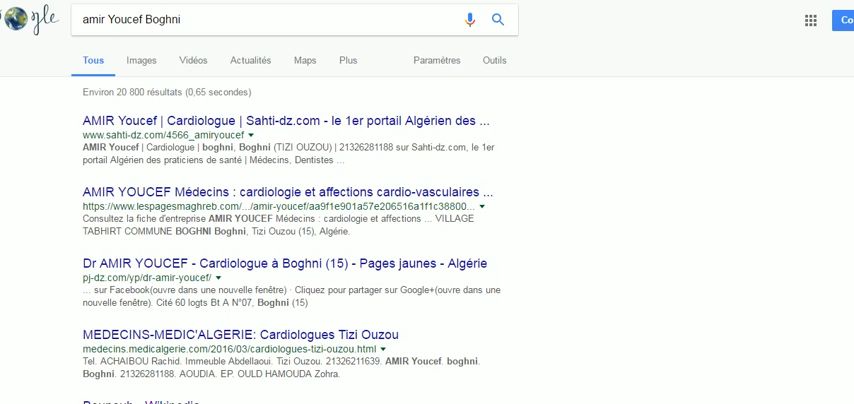 amir Youcef Boghni
Co
Tous Images Vidéos Actualités Maps Plus Paramètres Outils
Environ 20 800 résultats (0,65 secondes)
AMIR Youcef | Cardiologue | Sahti-dz.com - le 1er portail Algérien des ...
www.sahti-dz.com/4566_amiryoucef
AMIR Youcef | Cardiologue | boghni, Boghni (TIZI OUZOU) | 21326281188 sur Sahti-dz.com, le 1er
portail Algérien des praticiens de santé | Médecins, Dentistes ...
AMIR YOUCEF Médecins : cardiologie et affections cardio-vasculaires ...
https://www.lespagesmaghreb.com/.../amir-youcef/aa9f1e901a57e206516a1f1c38800...
Consultez la fiche d'entreprise AMIR YOUCEF Médecins : cardiologie et affections ... VILLAGE
TABHIRT COMMUNE BOGHNI Boghni, Tizi Ouzou (15), Algérie.
Dr AMIR YOUCEF - Cardiologue à Boghni (15) - Pages jaunes - Algérie
pj-dz.com/yp/dr-amir-youcef/
... sur Facebook(ouvre dans une nouvelle fenêtre) · Cliquez pour partager sur Google+(ouvre dans une
nouvelle fenêtre). Cité 60 logts Bt A N°07, Boghni (15)
MEDECINS-MEDIC'ALGERIE: Cardiologues Tizi Ouzou
medecins.medicalgerie.com/2016/03/cardiologues-tizi-ouzou.html
Tel. ACHAIBOU Rachid. Immeuble Abdellaoui. Tizi Ouzou. 21326211639. AMIR Youcef. boghni.
Boghni. 21326281188. AOUDIA. EP. OULD HAMOUDA Zohra.